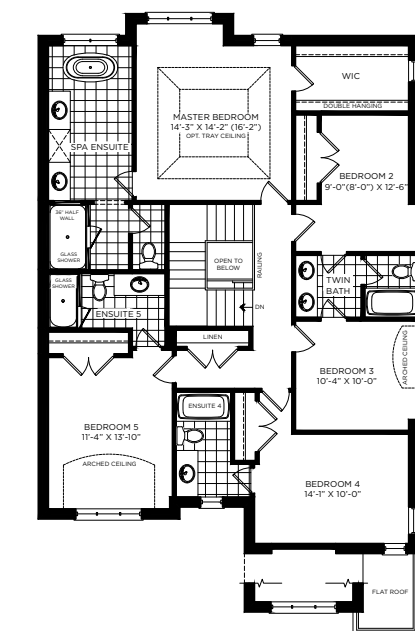 WIC
DOUBLE HANGING
MASTER BEDROOM
14'-3" X 14'-2" (16'-2")
OPT. TRAY CEILING
SPA ENSUITE
BEDROOM 2
9'-0"(8'-0") X 12'-6"
36" HALF
WALL
GLASS
SHOWER
OPEN TO
BELOW
RAILING
DN
TWIN
BATH
GLASS
SHOWER
ENSUITE 5
LINEN
BEDROOM 3
10'-4" X 10'-0"
ARCHED CEILING
ENSUITE 4
BEDROOM 5
11'-4" X 13'-10"
ARCHED CEILING
BEDROOM 4
14'-1" X 10'-0"
FLAT ROOF